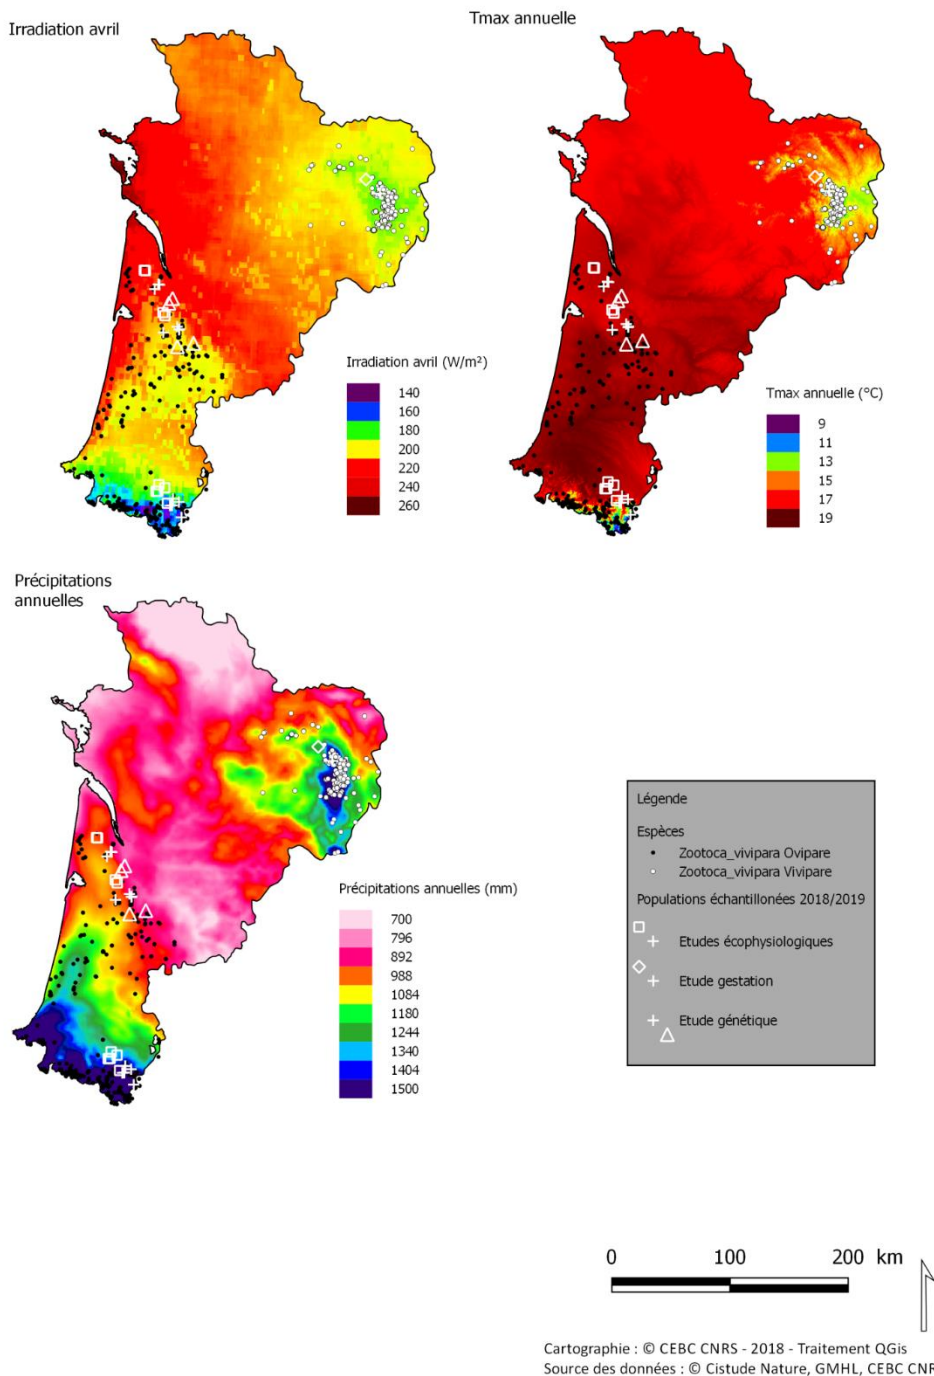 Irradiation avril
Tmax annuelle
Irradiation avril (W/m²)
140
160
180
200
220
240
260
Tmax annuelle (°C)
9
11
13
15
17
19
Précipitations
annuelles
Précipitations annuelles (mm)
700
796
892
988
1084
1180
1244
1340
1404
1500
Légende
Espèces
Zootoca_vivipara Ovipare
Zootoca_vivipara Vivipare
Populations échantillonées 2018/2019
Etudes écophysiologiques
Etude gestation
Etude génétique
0 100 200 km
Cartographie : © CEBC CNRS - 2018 - Traitement QGis
Source des données : © Cistude Nature, GMHL, CEBC CNR